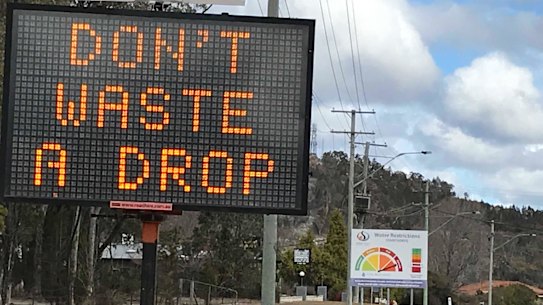 DON'T
WASTE
A DROP
Water Restrictions